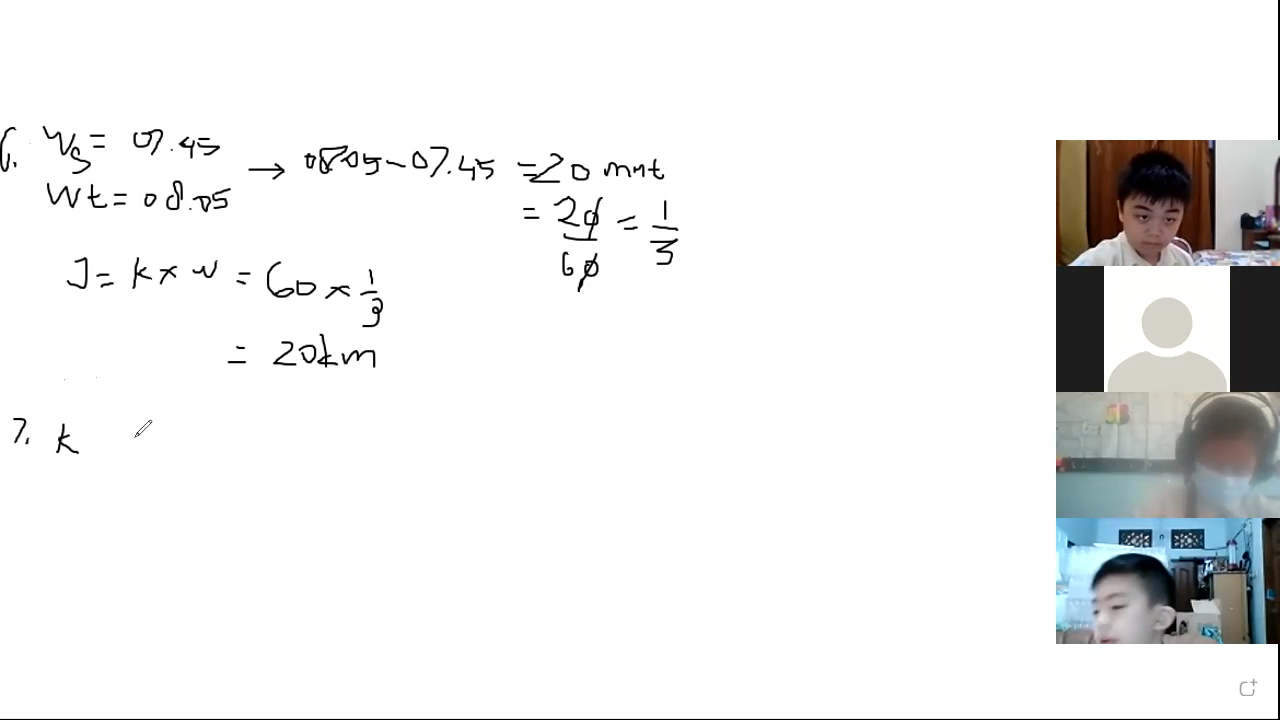 6. Ws = 07.45
Wt = 08.05
→ 08.05 - 07.45 = 20 mnt
= 20/60 = 1/3
J = k x w = 60 x 1/3
= 20km
7. k